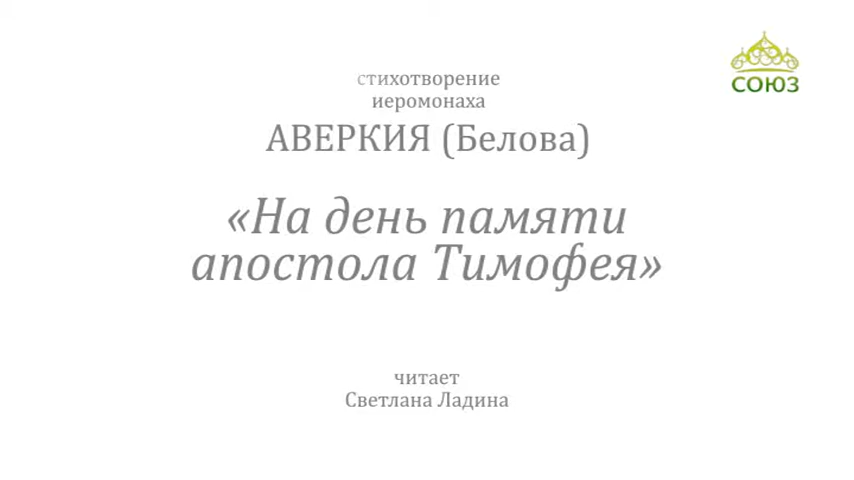 стихотворение
иеромонаха
АВЕРКИЯ (Белова)
«На день памяти
апостола Тимофея»
читает
Светлана Ладина
СОЮЗ